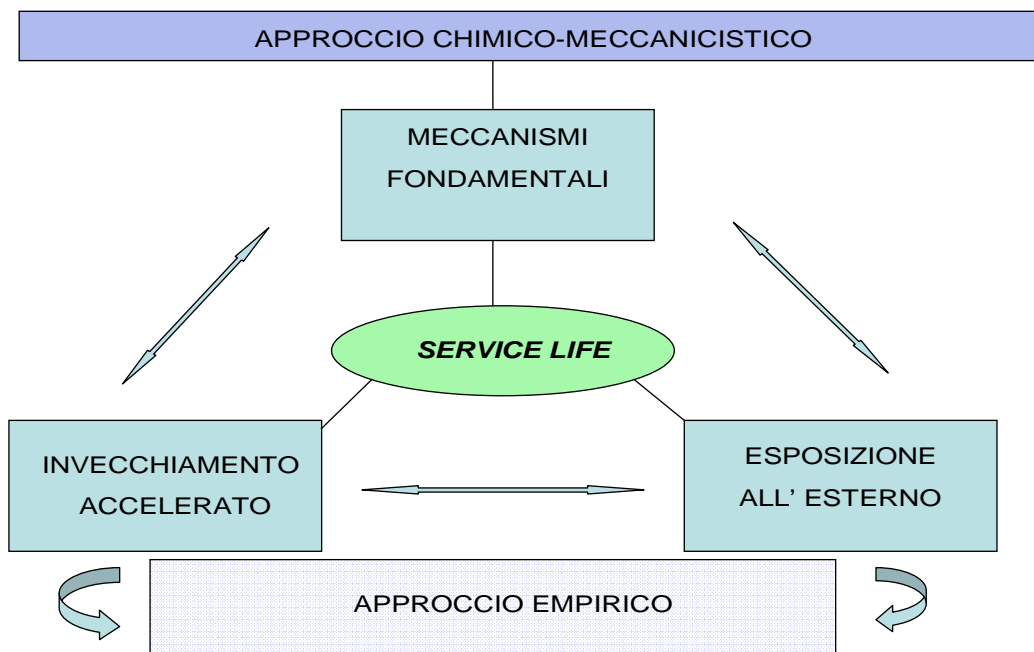 APPROCCIO CHIMICO-MECCANICISTICO
MECCANISMI
FONDAMENTALI
SERVICE LIFE
INVECCHIAMENTO
ACCELERATO
ESPOSIZIONE
ALL’ ESTERNO
APPROCCIO EMPIRICO